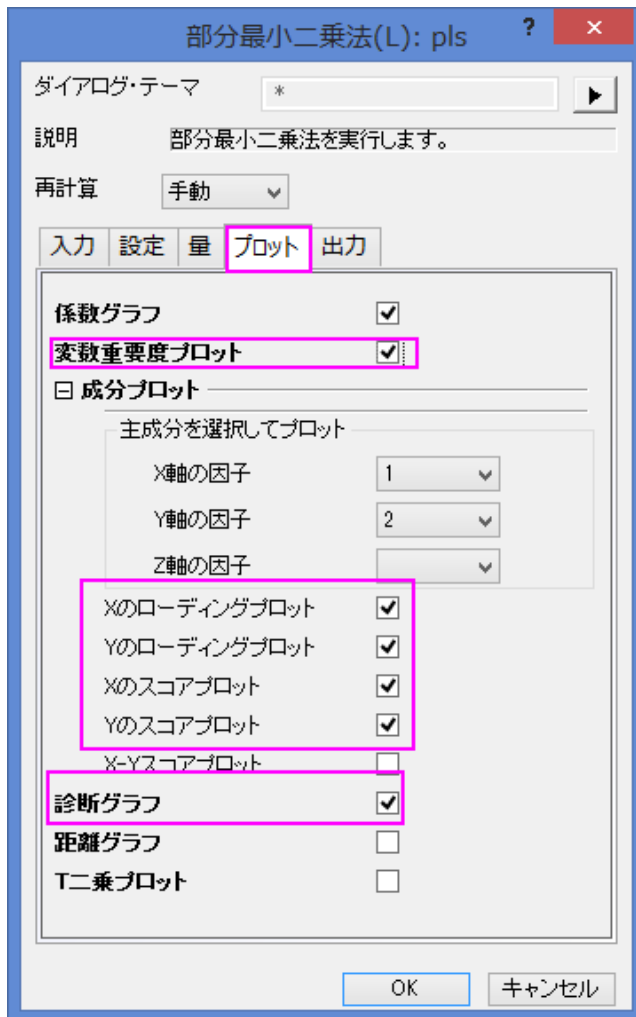 部分最小二乗法(L): pls ? ×
ダイアログ・テーマ *
説明 部分最小二乗法を実行します。
再計算 手動
入力 設定 量 プロット 出力
係数グラフ
変数重要度プロット
成分プロット
主成分を選択してプロット
X軸の因子 1
Y軸の因子 2
Z軸の因子
Xのローディングプロット
Yのローディングプロット
Xのスコアプロット
Yのスコアプロット
X-Yスコアプロット
診断グラフ
距離グラフ
T二乗プロット
OK キャンセル